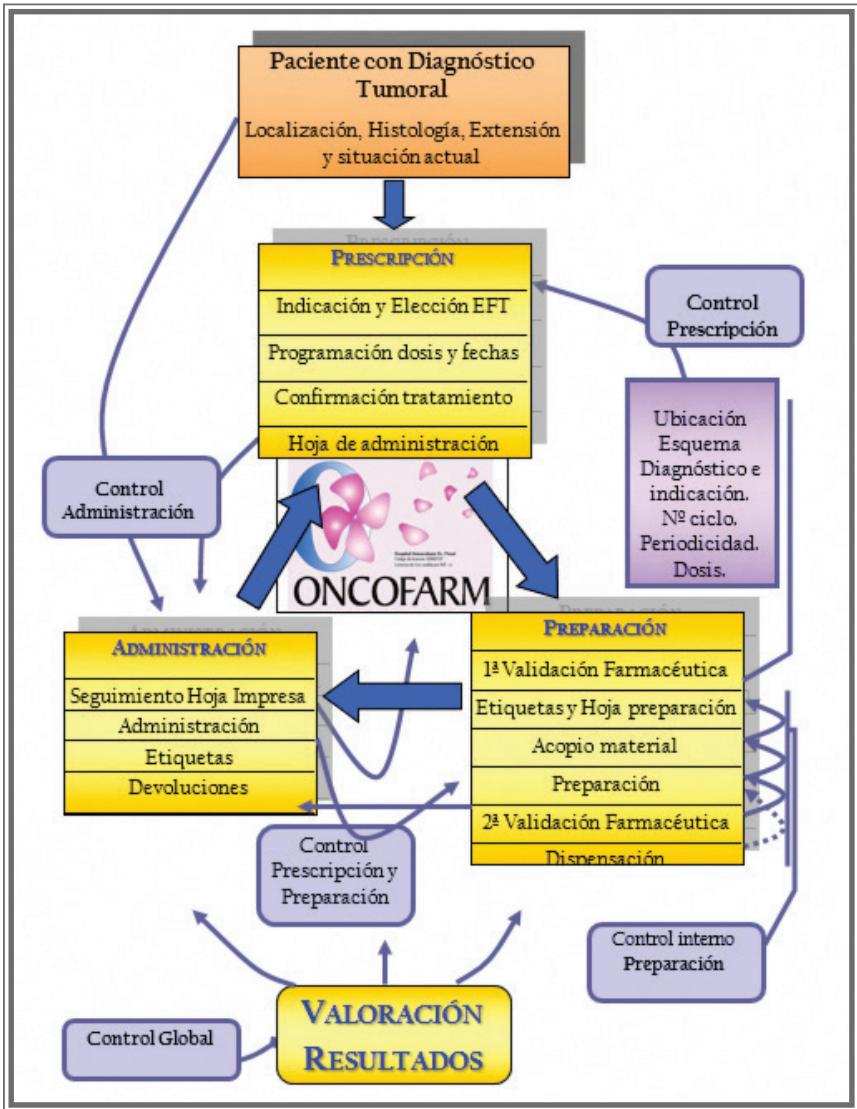 Paciente con Diagnóstico
Tumoral
Localización, Histología, Extensión
y situación actual
PRESCRIPCIÓN
PRESCRIPCIÓN
Indicación y Elección EFT
Programación dosis y fechas
Confirmación tratamiento
Hoja de administración
Control
Prescripción
Ubicación
Esquema
Diagnóstico e
indicación.
Nº ciclo.
Periodicidad.
Dosis.
Control
Administración
ONCOFARM
ADMINISTRACIÓN
ADMINISTRACIÓN
Seguimiento Hoja Impresa
Administración
Etiquetas
Devoluciones
PREPARACIÓN
PREPARACIÓN
1ª Validación Farmacéutica
Etiquetas y Hoja preparación
Acopio material
Preparación
2ª Validación Farmacéutica
Dispensación
Control
Prescripción y
Preparación
Control interno
Preparación
Control Global
VALORACIÓN
RESULTADOS